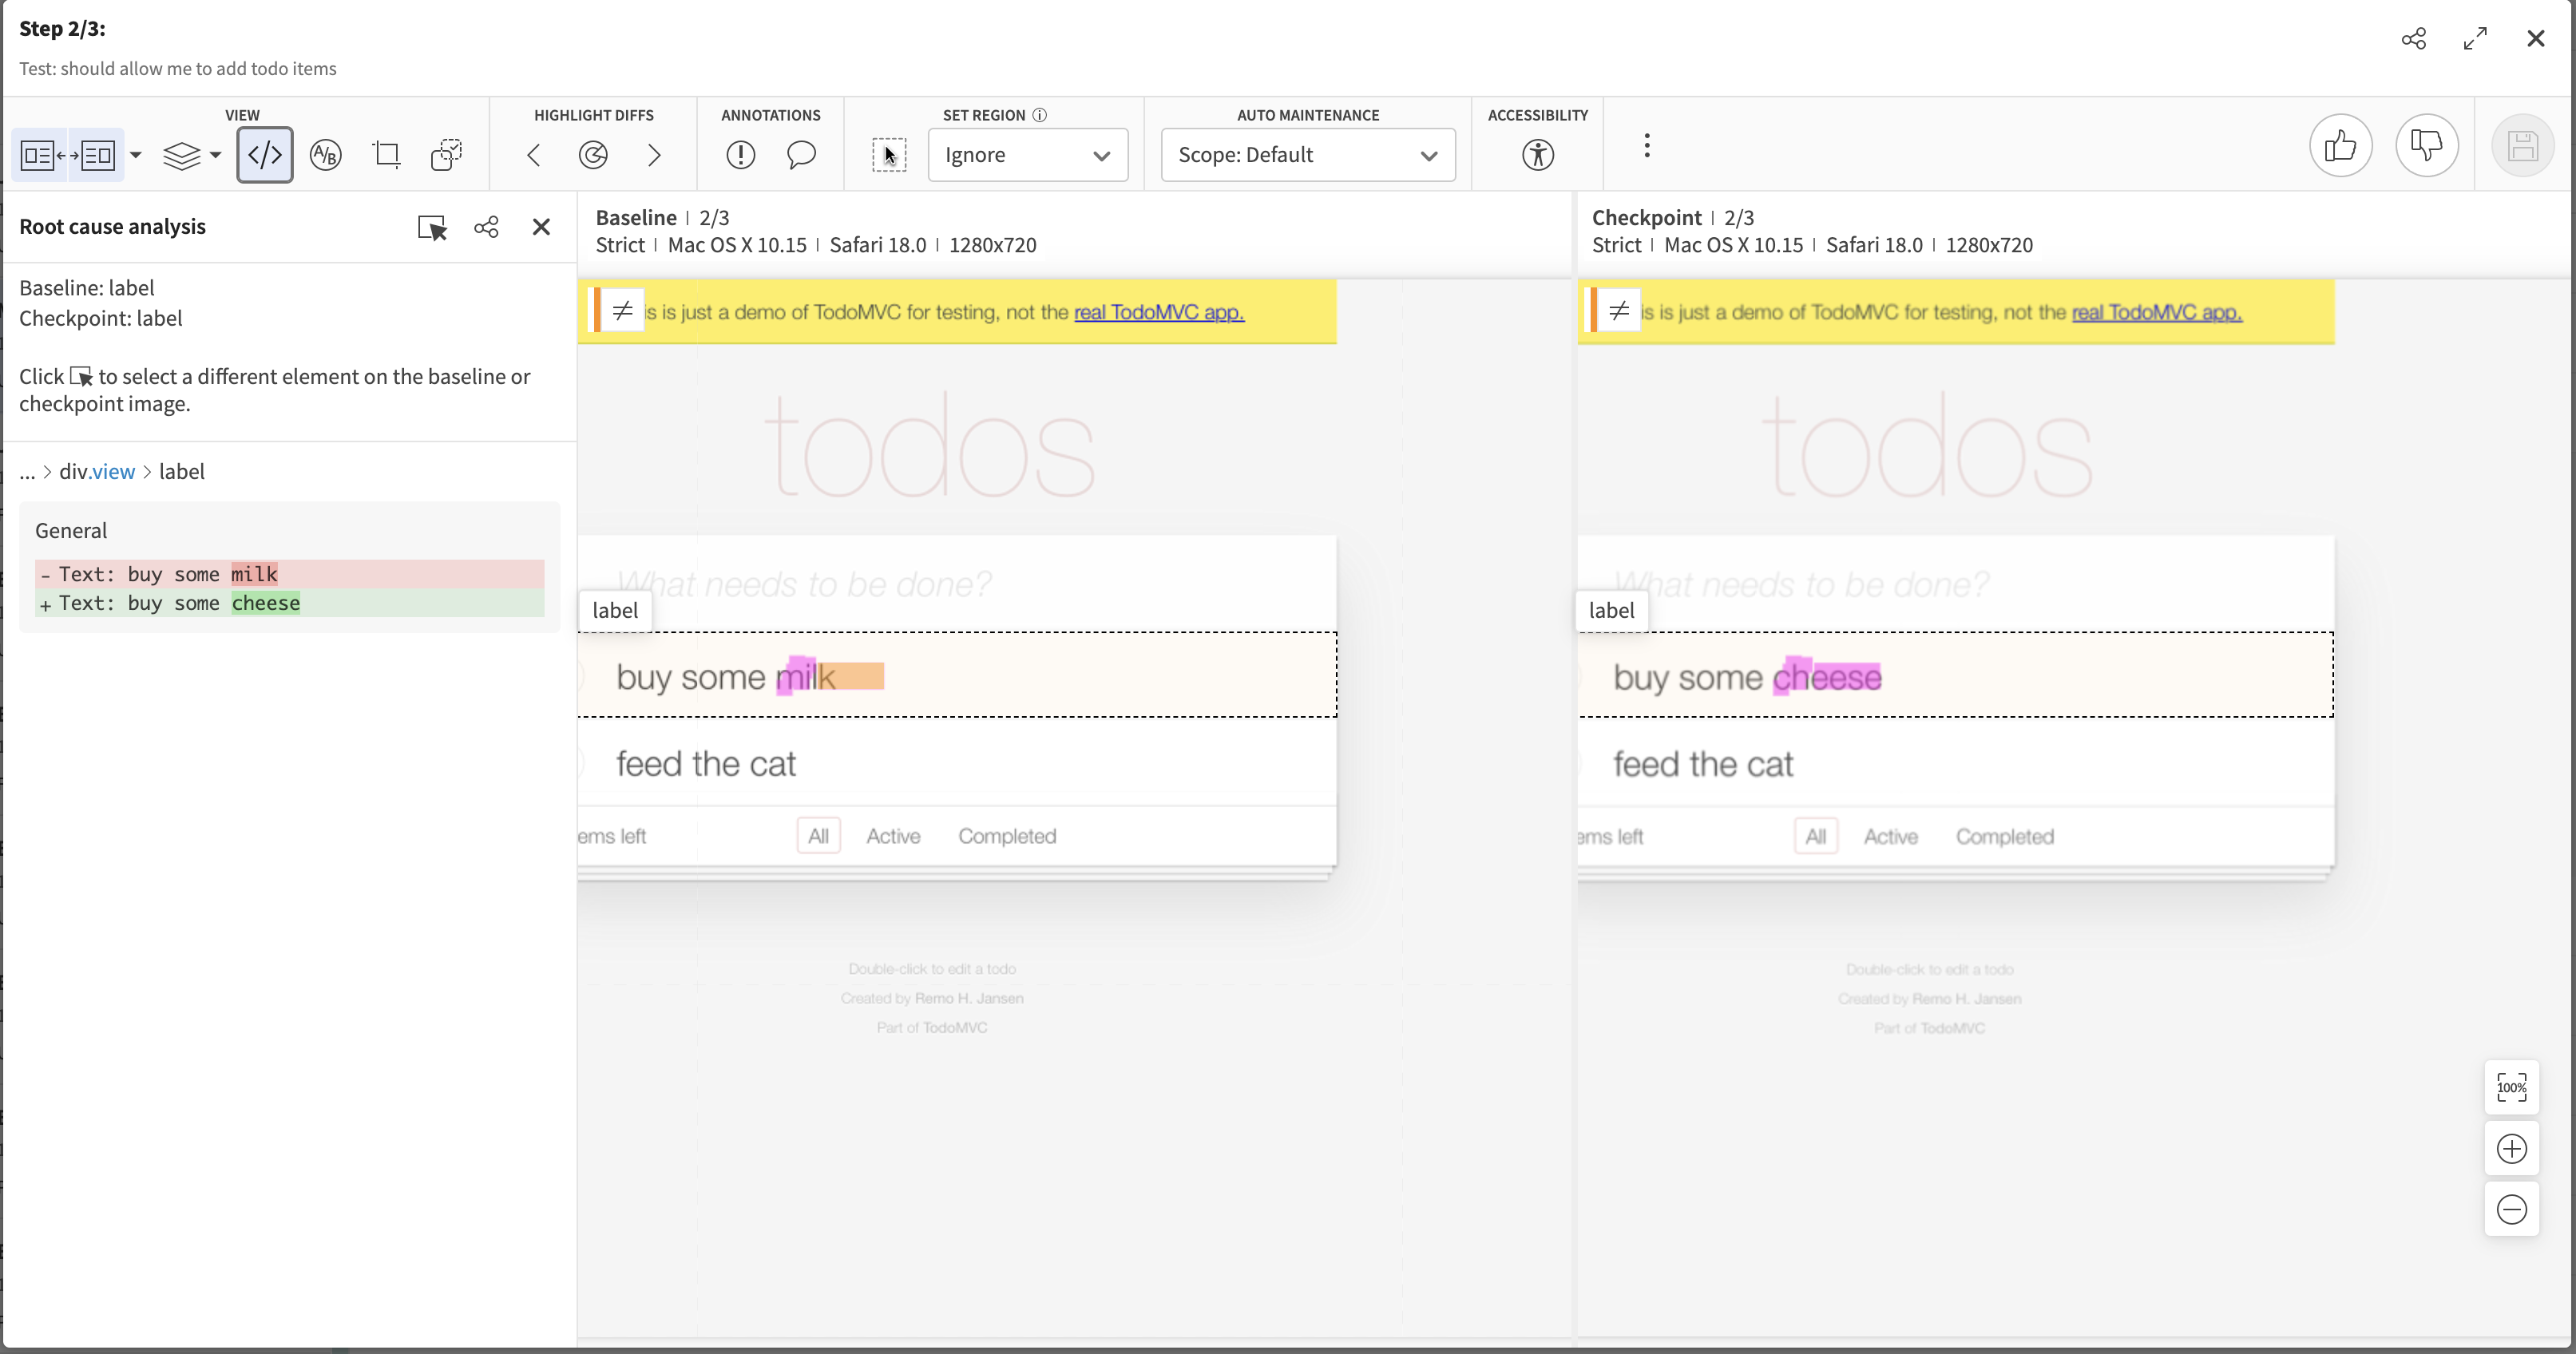 Step 2/3:
Test: should allow me to add todo items
VIEW
HIGHLIGHT DIFFS
ANNOTATIONS
SET REGION
AUTO MAINTENANCE
ACCESSIBILITY
</>
A/B
Ignore
Scope: Default
Root cause analysis
Baseline: label
Checkpoint: label
Click to select a different element on the baseline or
checkpoint image.
... > div.view > label
General
- Text: buy some milk
+ Text: buy some cheese
Baseline | 2/3
Strict | Mac OS X 10.15 | Safari 18.0 | 1280x720
≠ is is just a demo of TodoMVC for testing, not the real TodoMVC app.
todos
What needs to be done?
label
buy some milk
feed the cat
ems left All Active Completed
Double-click to edit a todo
Created by Remo H. Jansen
Part of TodoMVC
Checkpoint | 2/3
Strict | Mac OS X 10.15 | Safari 18.0 | 1280x720
≠ is is just a demo of TodoMVC for testing, not the real TodoMVC app.
todos
What needs to be done?
label
buy some cheese
feed the cat
ems left All Active Completed
Double-click to edit a todo
Created by Remo H. Jansen
Part of TodoMVC
100%